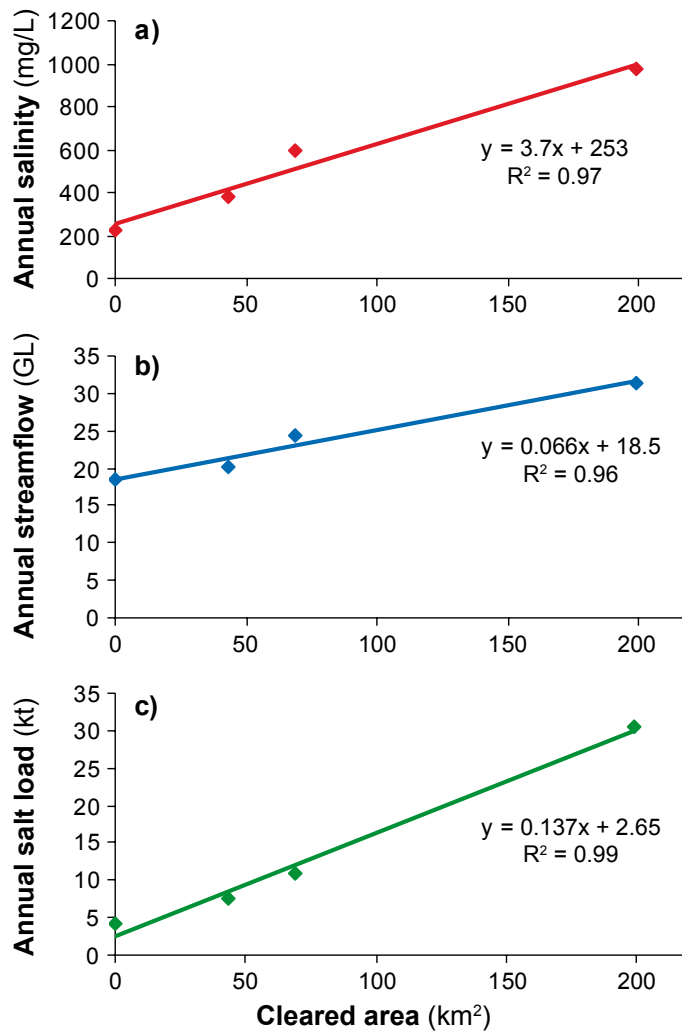 a)
Annual salinity (mg/L)
1200
1000
800
600
400
200
0
y = 3.7x + 253
R² = 0.97
0 50 100 150 200
b)
Annual streamflow (GL)
35
30
25
20
15
10
5
0
y = 0.066x + 18.5
R² = 0.96
0 50 100 150 200
c)
Annual salt load (kt)
35
30
25
20
15
10
5
0
y = 0.137x + 2.65
R² = 0.99
0 50 100 150 200
Cleared area (km²)